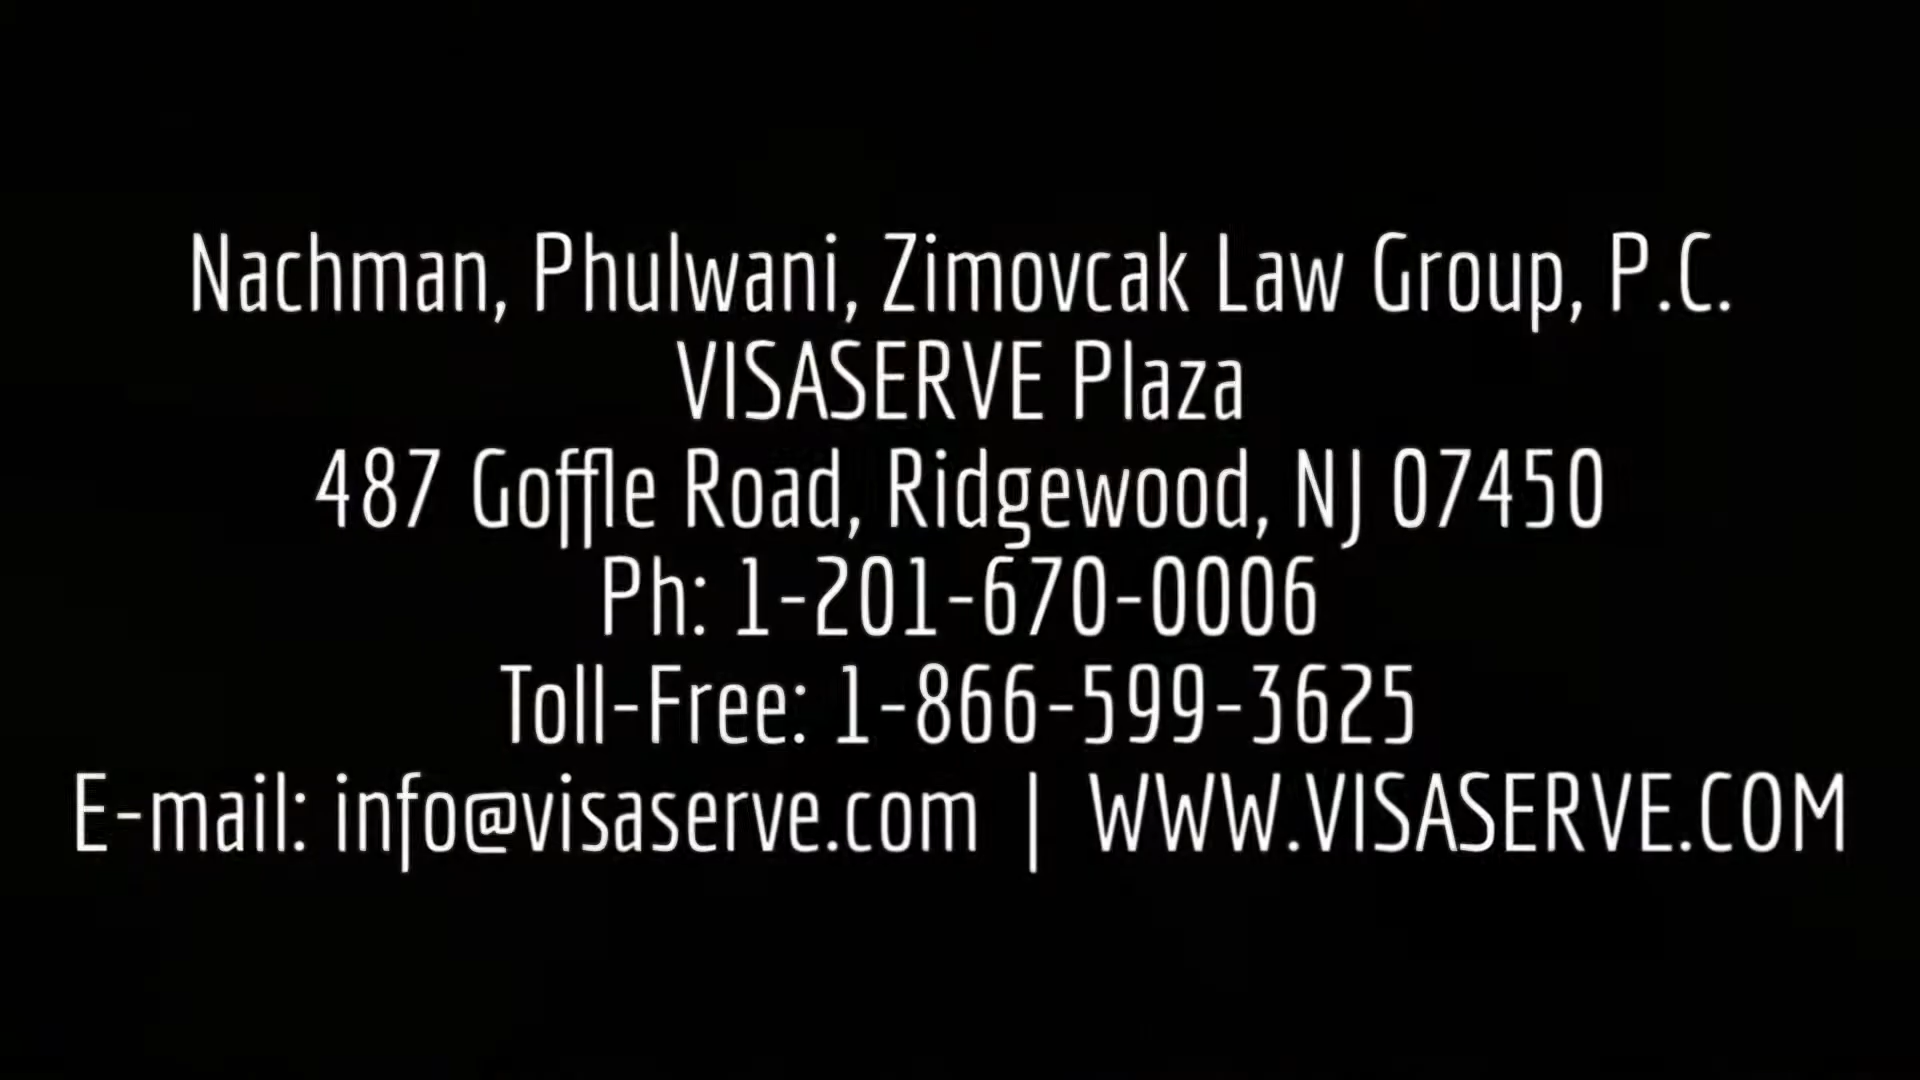 Nachman, Phulwani, Zimovcak Law Group, P.C.
VISASERVE Plaza
487 Goffle Road, Ridgewood, NJ 07450
Ph: 1-201-670-0006
Toll-Free: 1-866-599-3625
E-mail: info@visaserve.com | WWW.VISASERVE.COM